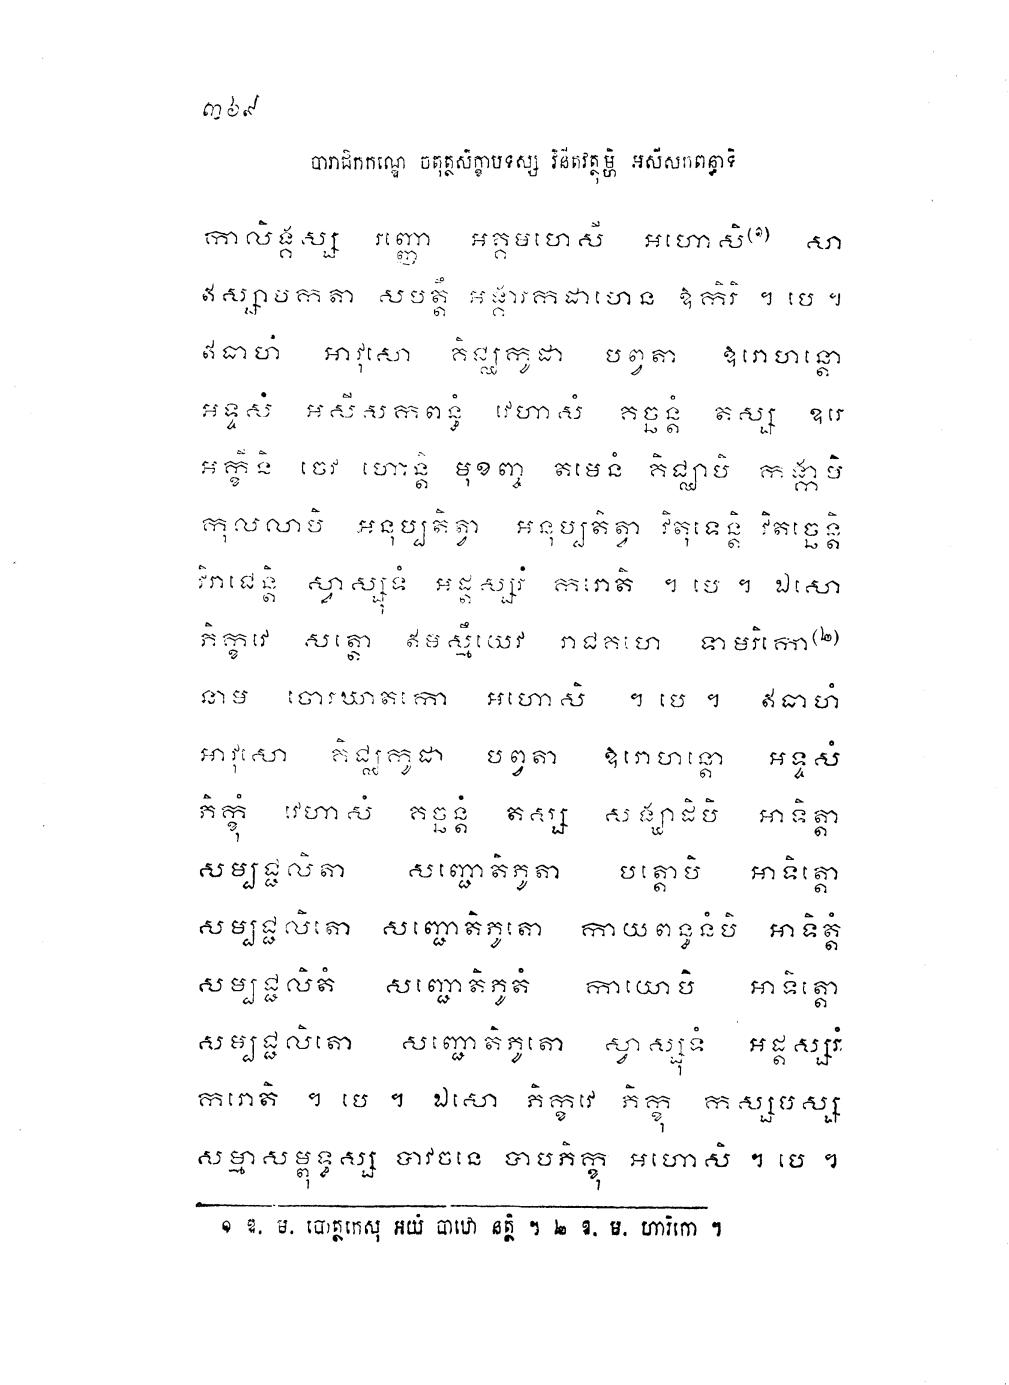 ៣៦៩
បារាជិកកណ្ឌេ ចតុត្ថសិក្ខាបទស្ស វិនីតវត្ថុម្ហិ អសីសកពន្ធាទិ
កាលិង្គស្ស រញ្ញោ អគ្គមហេសី អហោសិ(១) សា
ឥស្សាបកតា សបត្តឹ អង្គារកដាហេន ឱកិរិ ។ បេ ។
ឥធាហំ អាវុសោ គិជ្ឈកូដា បព្វតា ឱរោហន្តោ
អទ្ទសំ អសីសកពន្ធំ វេហាសំ គច្ឆន្តំ តស្ស ឧរេ
អក្ខីនិ ចេវ ហោន្តិ មុខញ្ច តមេនំ គិជ្ឈាបិ កង្កាបិ
កុលលាបិ អនុប្បតិត្វា អនុប្បតិត្វា វិតុទេន្តិ វិតច្ឆេន្តិ
វិរាជេន្តិ ស្វាស្សុទំ អដ្តស្សរំ ករោតិ ។ បេ ។ ឯសោ
ភិក្ខវេ សត្តោ ឥមស្មឹយេវ រាជគហេ ទាមរិកោ(២)
នាម ចោរឃាតកោ អហោសិ ។ បេ ។ ឥធាហំ
អាវុសោ គិជ្ឈកូដា បព្វតា ឱរោហន្តោ អទ្ទសំ
ភិក្ខុំ វេហាសំ គច្ឆន្តំ តស្ស សង្ឃាដិបិ អាទិត្តា
សម្បជ្ជលិតា សញ្ជោតិភូតា បត្តោបិ អាទិត្តោ
សម្បជ្ជលិតោ សញ្ជោតិភូតោ កាយពន្ធនំបិ អាទិត្តំ
សម្បជ្ជលិតំ សញ្ជោតិភូតំ កាយោបិ អាទិត្តោ
សម្បជ្ជលិតោ សញ្ជោតិភូតោ ស្វាស្សុទំ អដ្តស្សរំ
ករោតិ ។ បេ ។ ឯសោ ភិក្ខវេ ភិក្ខុ កស្សបស្ស
សម្មាសម្ពុទ្ធស្ស បាវចនេ បាបភិក្ខុ អហោសិ ។ បេ ។
១ ឱ. ម. បោត្ថកេសុ អយំ បាឋោ នត្ថិ ។ ២ ឱ. ម. ហារិកោ ។